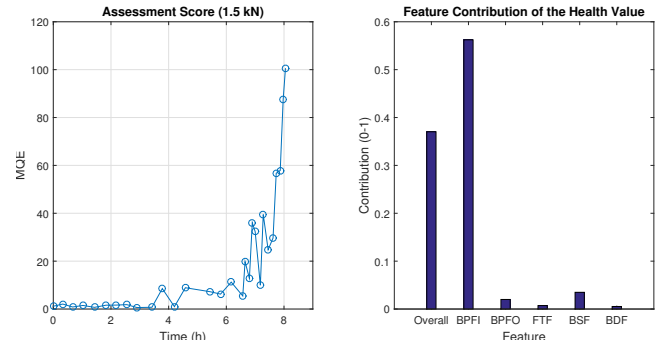 Assessment Score (1.5 kN)
120
100
80
60
40
20
0
MQE
0 2 4 6 8
Time (h)
Feature Contribution of the Health Value
0.6
0.5
0.4
0.3
0.2
0.1
0
Contribution (0-1)
Overall BPFI BPFO FTF BSF BDF
Feature